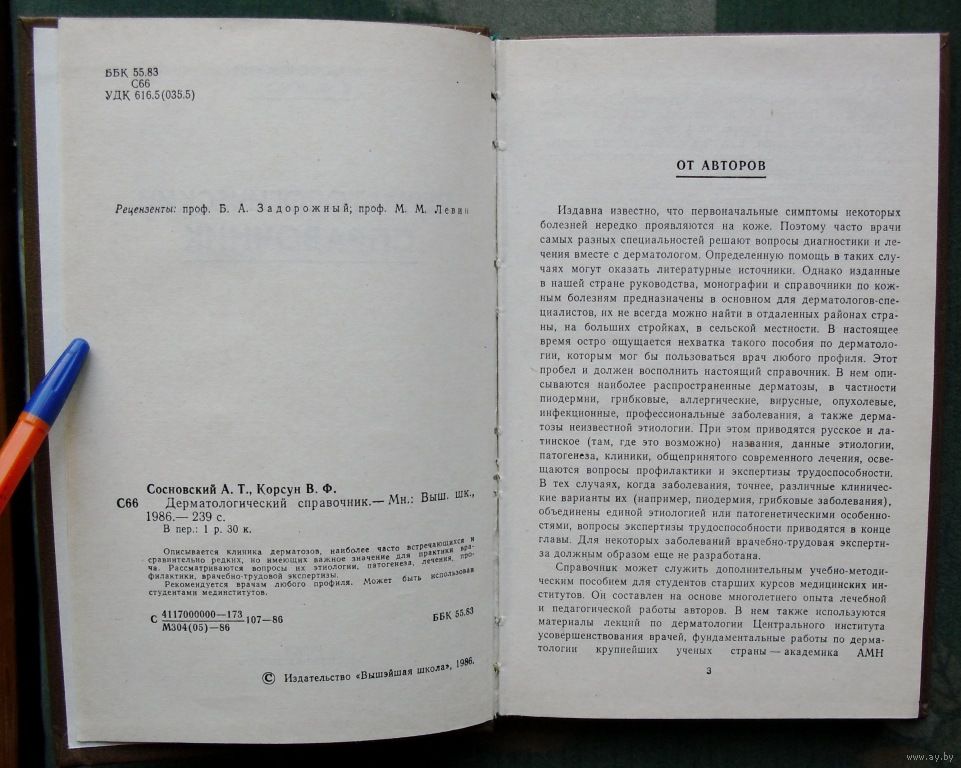 ББК 55.83
С66
УДК 616.5(035.5)
Рецензенты: проф. Б. А. Задорожный; проф. М. М. Левин
Сосновский А. Т., Корсун В. Ф.
С66 Дерматологический справочник.— Мн.: Выш. шк.,
1986.— 239 с.
В пер.: 1 р. 30 к.
Описывается клиника дерматозов, наиболее часто встречающихся и
сравнительно редких, но имеющих важное значение для практики вра-
ча. Рассматриваются вопросы их этиологии, патогенеза, лечения, про-
филактики, врачебно-трудовой экспертизы.
Рекомендуется врачам любого профиля. Может быть использован
студентами мединститутов.
С 4117000000—173 107—86 ББК 55.83
М304(05)—86
© Издательство «Вышэйшая школа», 1986.
ОТ АВТОРОВ
Издавна известно, что первоначальные симптомы некоторых
болезней нередко проявляются на коже. Поэтому часто врачи
самых разных специальностей решают вопросы диагностики и ле-
чения вместе с дерматологом. Определенную помощь в таких слу-
чаях могут оказать литературные источники. Однако изданные
в нашей стране руководства, монографии и справочники по кож-
ным болезням предназначены в основном для дерматологов-спе-
циалистов, их не всегда можно найти в отдаленных районах стра-
ны, на больших стройках, в сельской местности. В настоящее
время остро ощущается нехватка такого пособия по дерматоло-
гии, которым мог бы пользоваться врач любого профиля. Этот
пробел и должен восполнить настоящий справочник. В нем опи-
сываются наиболее распространенные дерматозы, в частности
пиодермии, грибковые, аллергические, вирусные, опухолевые,
инфекционные, профессиональные заболевания, а также дерма-
тозы неизвестной этиологии. При этом приводятся русское и ла-
тинское (там, где это возможно) названия, данные этиологии,
патогенеза, клиники, общепринятого современного лечения, осве-
щаются вопросы профилактики и экспертизы трудоспособности.
В тех случаях, когда заболевания, точнее, различные клиничес-
кие варианты их (например, пиодермия, грибковые заболевания),
объединены единой этиологией или патогенетическими особенно-
стями, вопросы экспертизы трудоспособности приводятся в конце
главы. Для некоторых заболеваний врачебно-трудовая эксперти-
за должным образом еще не разработана.
Справочник может служить дополнительным учебно-методи-
ческим пособием для студентов старших курсов медицинских ин-
ститутов. Он составлен на основе многолетнего опыта лечебной
и педагогической работы авторов. В нем также используются
материалы лекций по дерматологии Центрального института
усовершенствования врачей, фундаментальные работы по дерма-
тологии крупнейших ученых страны — академика АМН
3
www.ay.by